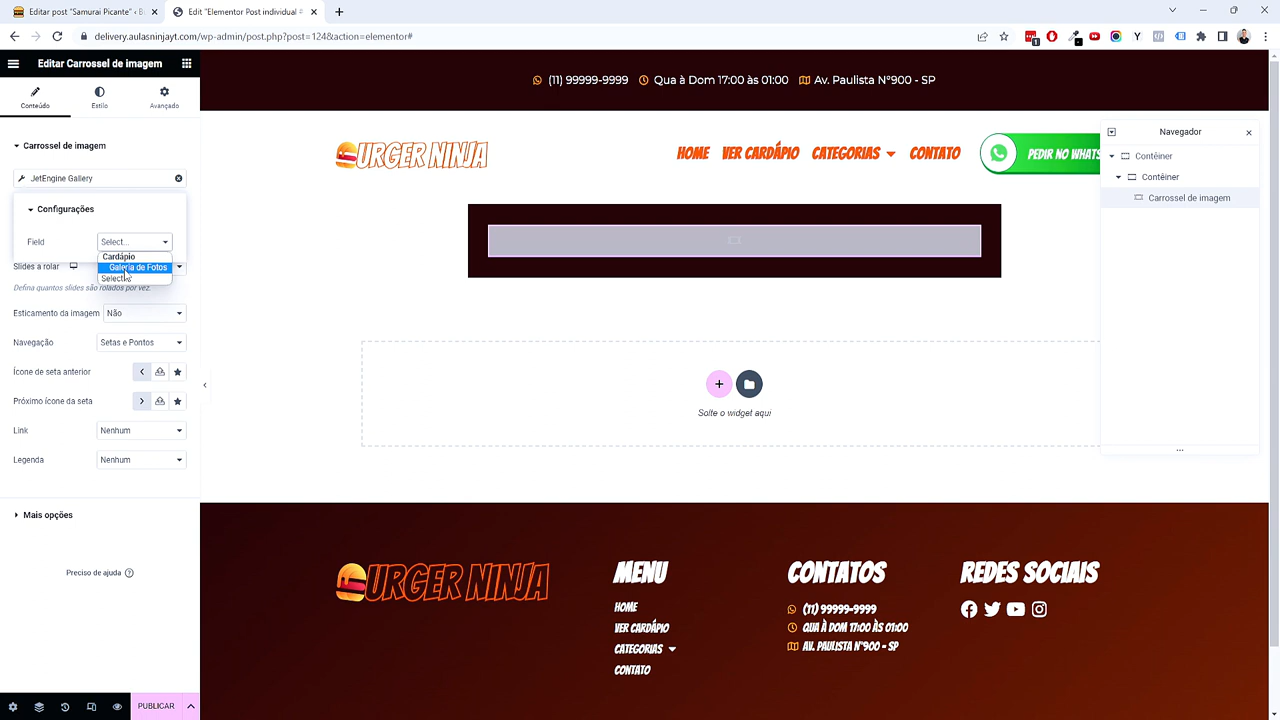 Editar post "Samurai Picante" ‹ B
Edit "Elementor Post individual #
delivery.aulasninjayt.com/wp-admin/post.php?post=124&action=elementor#
Editar Carrossel de imagem
Conteúdo
Estilo
Avançado
Carrossel de imagem
JetEngine Gallery
Configurações
Field
Select...
Cardápio
Galeria de Fotos
Select...
Slides a rolar
Defina quantos slides são rolados por vez.
Esticamento da imagem
Não
Navegação
Setas e Pontos
Ícone de seta anterior
Próximo ícone da seta
Link
Nenhum
Legenda
Nenhum
Mais opções
Preciso de ajuda
PUBLICAR
(11) 99999-9999
Qua à Dom 17:00 às 01:00
Av. Paulista N°900 - SP
URGER NINJA
HOME
VER CARDÁPIO
CATEGORIAS
CONTATO
PEDIR NO WHATS
Navegador
Contêiner
Contêiner
Carrossel de imagem
Solte o widget aqui
URGER NINJA
MENU
HOME
VER CARDÁPIO
CATEGORIAS
CONTATO
CONTATOS
(11) 99999-9999
QUA À DOM 17:00 ÀS 01:00
AV. PAULISTA N°900 - SP
REDES SOCIAIS